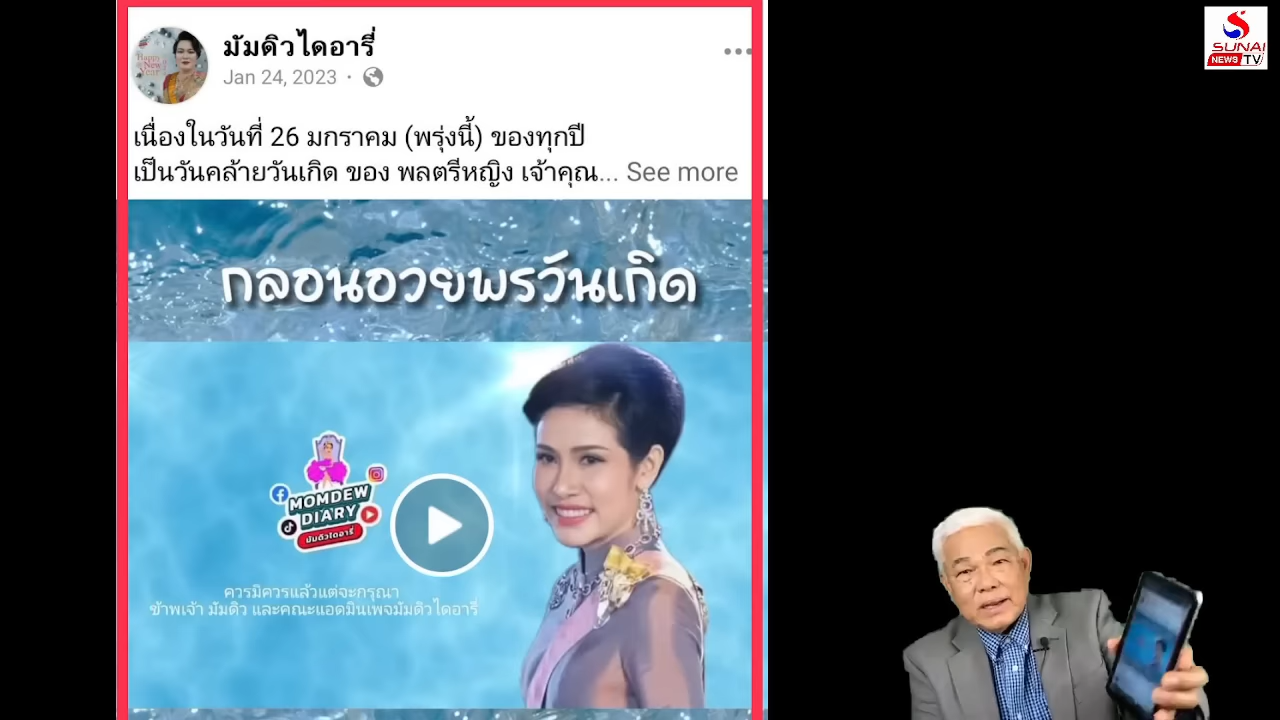 มัมดิวไดอารี่
Jan 24, 2023 ·
เนื่องในวันที่ 26 มกราคม (พรุ่งนี้) ของทุกปี
เป็นวันคล้ายวันเกิด ของ พลตรีหญิง เจ้าคุณ... See more
กลอนอวยพรวันเกิด
MOMDEW
DIARY
มัมดิวไดอารี่
ควรมิควรแล้วแต่จะกรุณา
ข้าพเจ้า มัมดิว และคณะแอดมินเพจมัมดิวไดอารี่
SUNAI
NEWS TV
Happy
New
Year